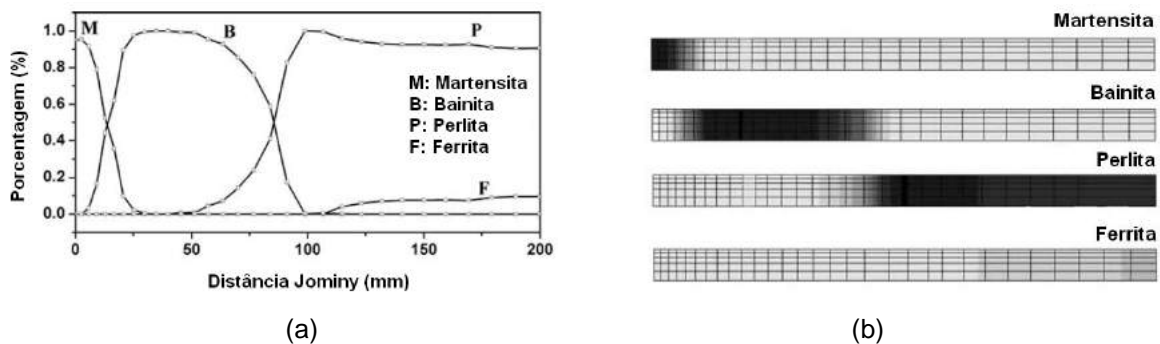 M
B
P
F
M: Martensita
B: Bainita
P: Perlita
F: Ferrita
Porcentagem (%)
1.0
0.8
0.6
0.4
0.2
0.0
0
50
100
150
200
Distância Jominy (mm)
(a)
Martensita
Bainita
Perlita
Ferrita
(b)